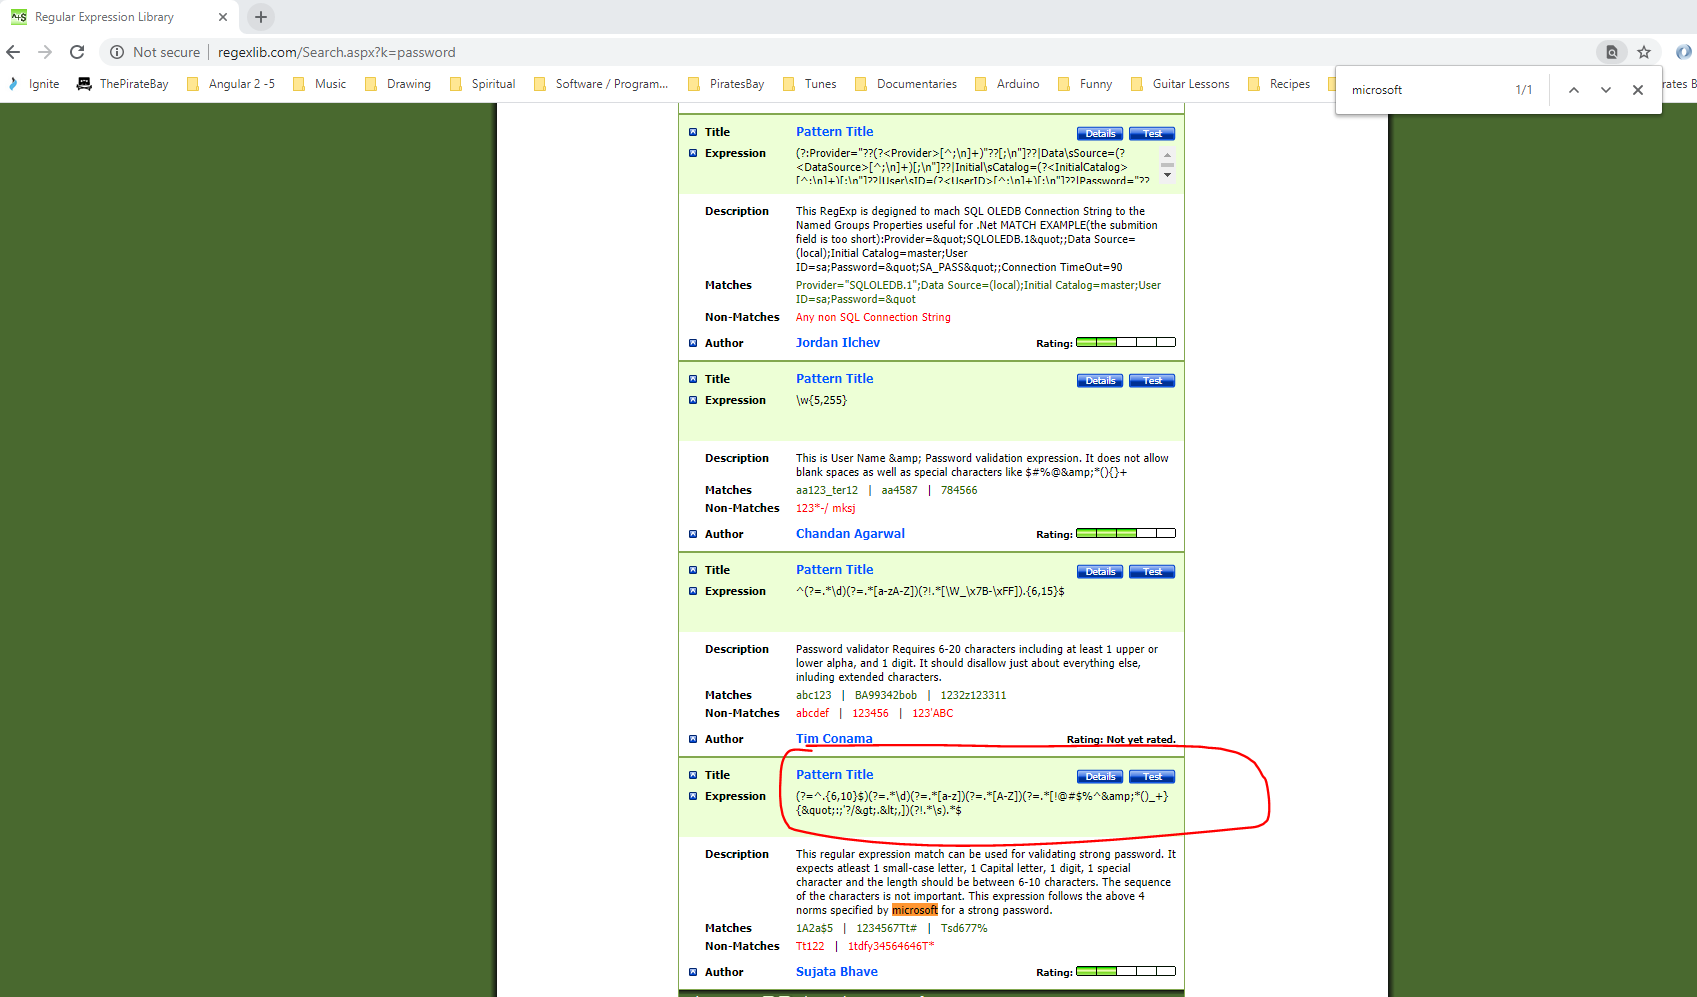 Regular Expression Library
Not secure | regexlib.com/Search.aspx?k=password
Ignite ThePirateBay Angular 2 -5 Music Drawing Spiritual Software / Program... PiratesBay Tunes Documentaries Arduino Funny Guitar Lessons Recipes rates B
microsoft 1/1
Title Pattern Title Details Test
Expression (?:Provider="??(?<Provider>[^;\n]+)"??[;\n"]??|Data\sSource=(?
<DataSource>[^;\n]+)[;\n"]??|Initial\sCatalog=(?<InitialCatalog>
[^;\n]+)[;\n"]??|User\sID=(?<UserID>[^;\n]+)[;\n"]??|Password="??
Description This RegExp is degigned to mach SQL OLEDB Connection String to the
Named Groups Properties useful for .Net MATCH EXAMPLE(the submition
field is too short):Provider=&quot;SQLOLEDB.1&quot;;Data Source=
(local);Initial Catalog=master;User
ID=sa;Password=&quot;SA_PASS&quot;;Connection TimeOut=90
Matches Provider="SQLOLEDB.1";Data Source=(local);Initial Catalog=master;User
ID=sa;Password=&quot
Non-Matches Any non SQL Connection String
Author Jordan Ilchev Rating:
Title Pattern Title Details Test
Expression \w{5,255}
Description This is User Name &amp; Password validation expression. It does not allow
blank spaces as well as special characters like $#%@&amp;*(){}+
Matches aa123_ter12 | aa4587 | 784566
Non-Matches 123*-/ mksj
Author Chandan Agarwal Rating:
Title Pattern Title Details Test
Expression ^(?=.*\d)(?=.*[a-zA-Z])(?!.*[\W_\x7B-\xFF]).{6,15}$
Description Password validator Requires 6-20 characters including at least 1 upper or
lower alpha, and 1 digit. It should disallow just about everything else,
inluding extended characters.
Matches abc123 | BA99342bob | 1232z123311
Non-Matches abcdef | 123456 | 123'ABC
Author Tim Conama Rating: Not yet rated.
Title Pattern Title Details Test
Expression (?=^.{6,10}$)(?=.*\d)(?=.*[a-z])(?=.*[A-Z])(?=.*[!@#$%^&amp;*()_+}
{&quot;:;'?/&gt;.&lt;,])(?!.*\s).*$
Description This regular expression match can be used for validating strong password. It
expects atleast 1 small-case letter, 1 Capital letter, 1 digit, 1 special
character and the length should be between 6-10 characters. The sequence
of the characters is not important. This expression follows the above 4
norms specified by microsoft for a strong password.
Matches 1A2a$5 | 1234567Tt# | Tsd677%
Non-Matches Tt122 | 1tdfy34564646T*
Author Sujata Bhave Rating: